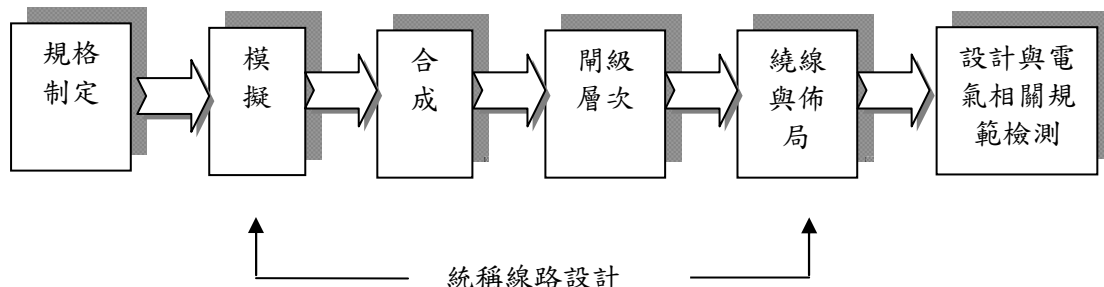 規格
制定
模
擬
合
成
閘級
層次
繞線
與佈
局
設計與電
氣相關規
範檢測
統稱線路設計